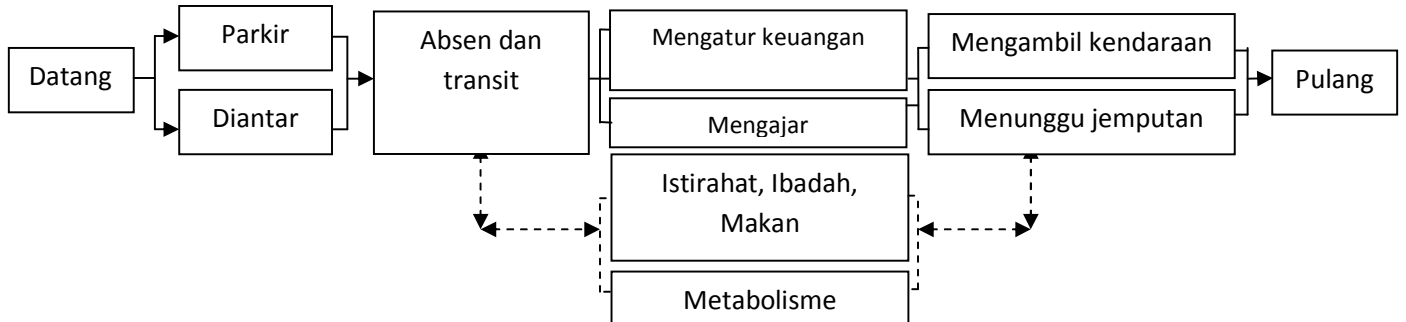 Datang
Parkir
Diantar
Absen dan
transit
Mengatur keuangan
Mengajar
Istirahat, Ibadah,
Makan
Metabolisme
Mengambil kendaraan
Menunggu jemputan
Pulang